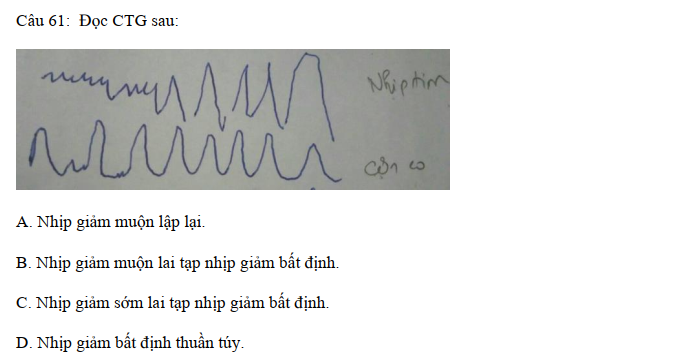 Câu 61: Đọc CTG sau:
Nhịp tim
Cơn co
A. Nhịp giảm muộn lập lại.
B. Nhịp giảm muộn lai tạp nhịp giảm bất định.
C. Nhịp giảm sớm lai tạp nhịp giảm bất định.
D. Nhịp giảm bất định thuần túy.